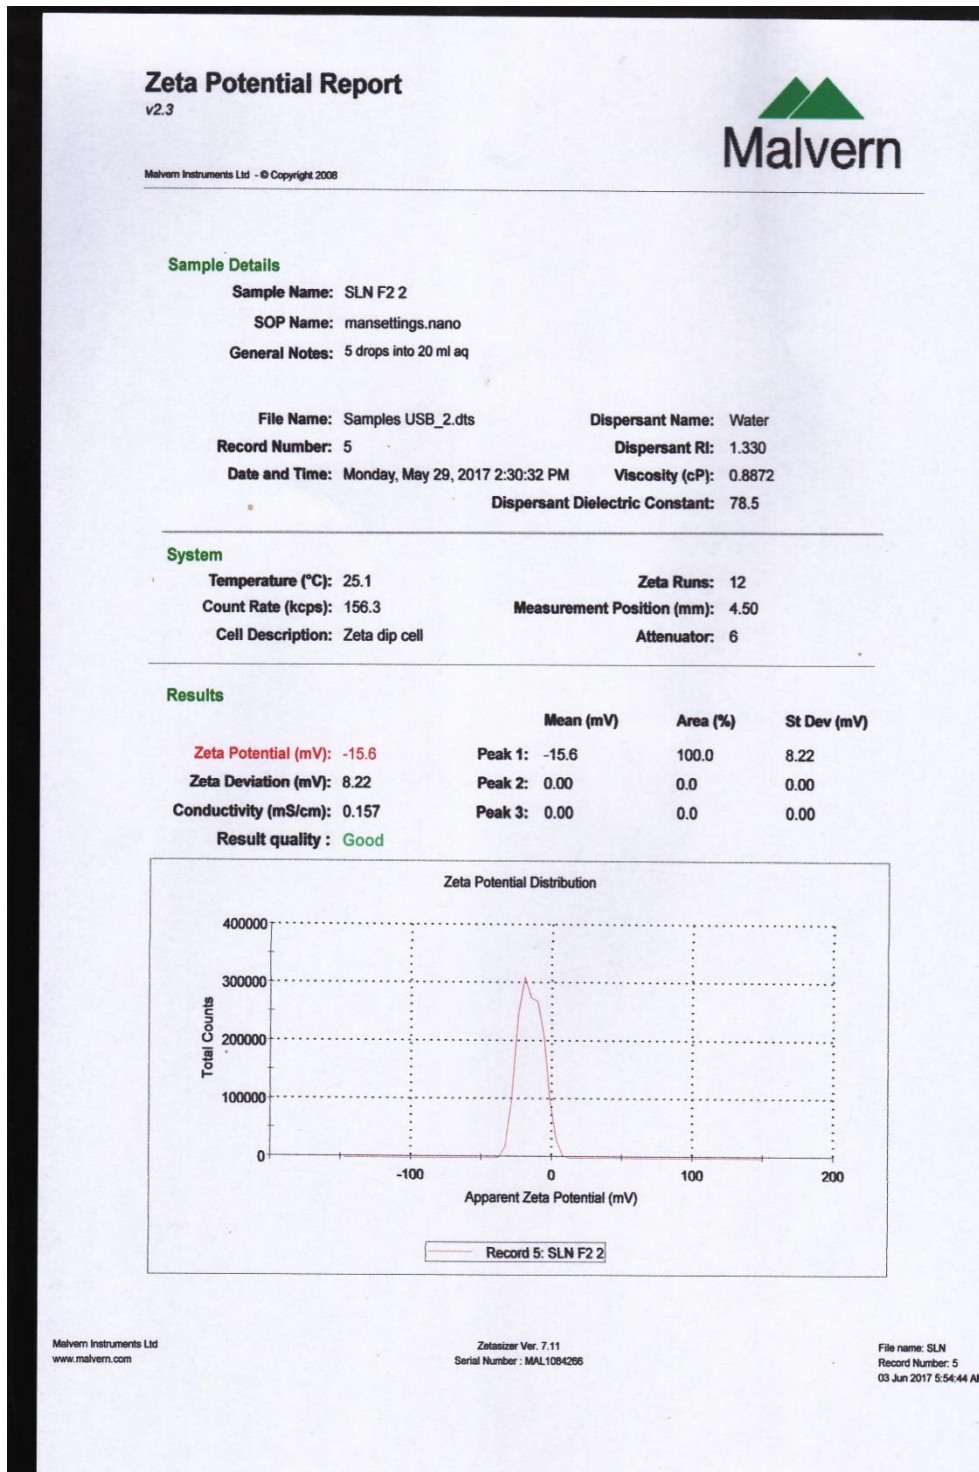 Zeta Potential Report
v2.3
Malvern
Malvern Instruments Ltd - © Copyright 2008
Sample Details
Sample Name: SLN F2 2
SOP Name: mansettings.nano
General Notes: 5 drops into 20 ml aq
File Name: Samples USB_2.dts Dispersant Name: Water
Record Number: 5 Dispersant RI: 1.330
Date and Time: Monday, May 29, 2017 2:30:32 PM Viscosity (cP): 0.8872
Dispersant Dielectric Constant: 78.5
System
Temperature (°C): 25.1 Zeta Runs: 12
Count Rate (kcps): 156.3 Measurement Position (mm): 4.50
Cell Description: Zeta dip cell Attenuator: 6
Results
Mean (mV) Area (%) St Dev (mV)
Zeta Potential (mV): -15.6 Peak 1: -15.6 100.0 8.22
Zeta Deviation (mV): 8.22 Peak 2: 0.00 0.0 0.00
Conductivity (mS/cm): 0.157 Peak 3: 0.00 0.0 0.00
Result quality : Good
Zeta Potential Distribution
400000
300000
200000
100000
0
Total Counts
-100 0 100 200
Apparent Zeta Potential (mV)
Record 5: SLN F2 2
Malvern Instruments Ltd
www.malvern.com
Zetasizer Ver. 7.11
Serial Number : MAL1084266
File name: SLN
Record Number: 5
03 Jun 2017 5:54:44 A